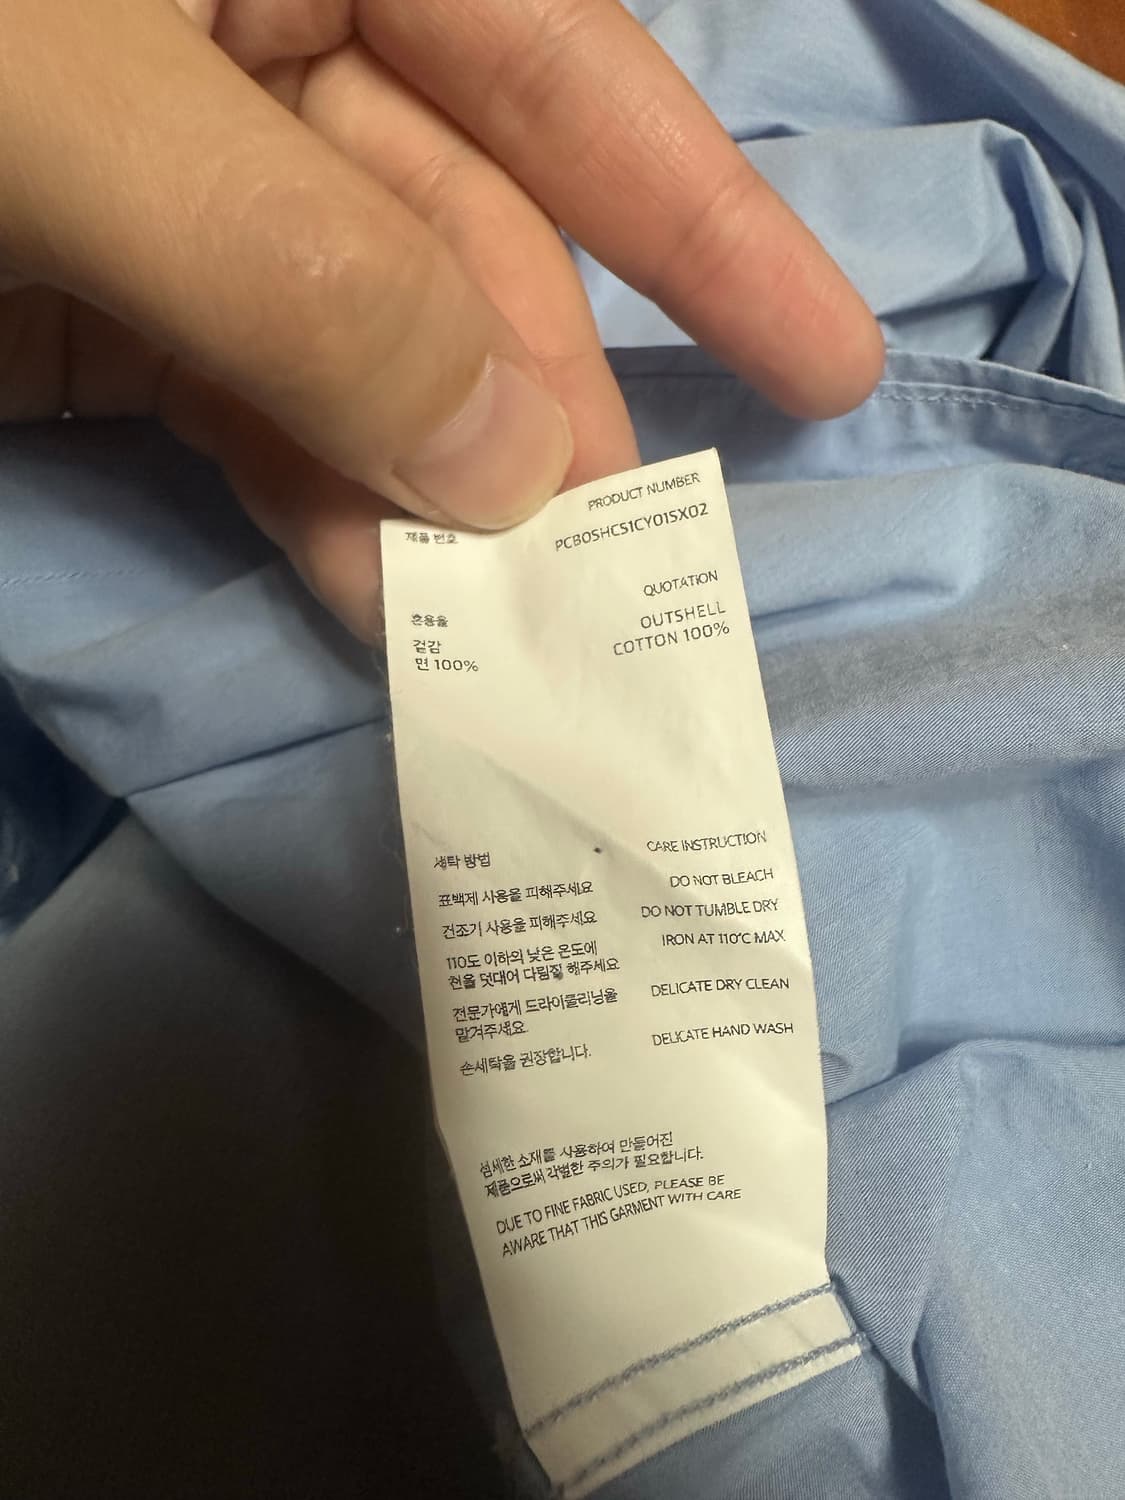 제품 번호
PRODUCT NUMBER
PCBOSHCS1CY01SX02
혼용율
QUOTATION
겉감
OUTSHELL
면 100%
COTTON 100%
세탁 방법
CARE INSTRUCTION
표백제 사용을 피해주세요
DO NOT BLEACH
건조기 사용을 피해주세요
DO NOT TUMBLE DRY
110도 이하의 낮은 온도에
천을 덧대어 다림질 해주세요
IRON AT 110°C MAX
전문가에게 드라이클리닝을
맡겨주세요.
DELICATE DRY CLEAN
손세탁을 권장합니다.
DELICATE HAND WASH
섬세한 소재를 사용하여 만들어진
제품으로써 각별한 주의가 필요합니다.
DUE TO FINE FABRIC USED, PLEASE BE
AWARE THAT THIS GARMENT WITH CARE